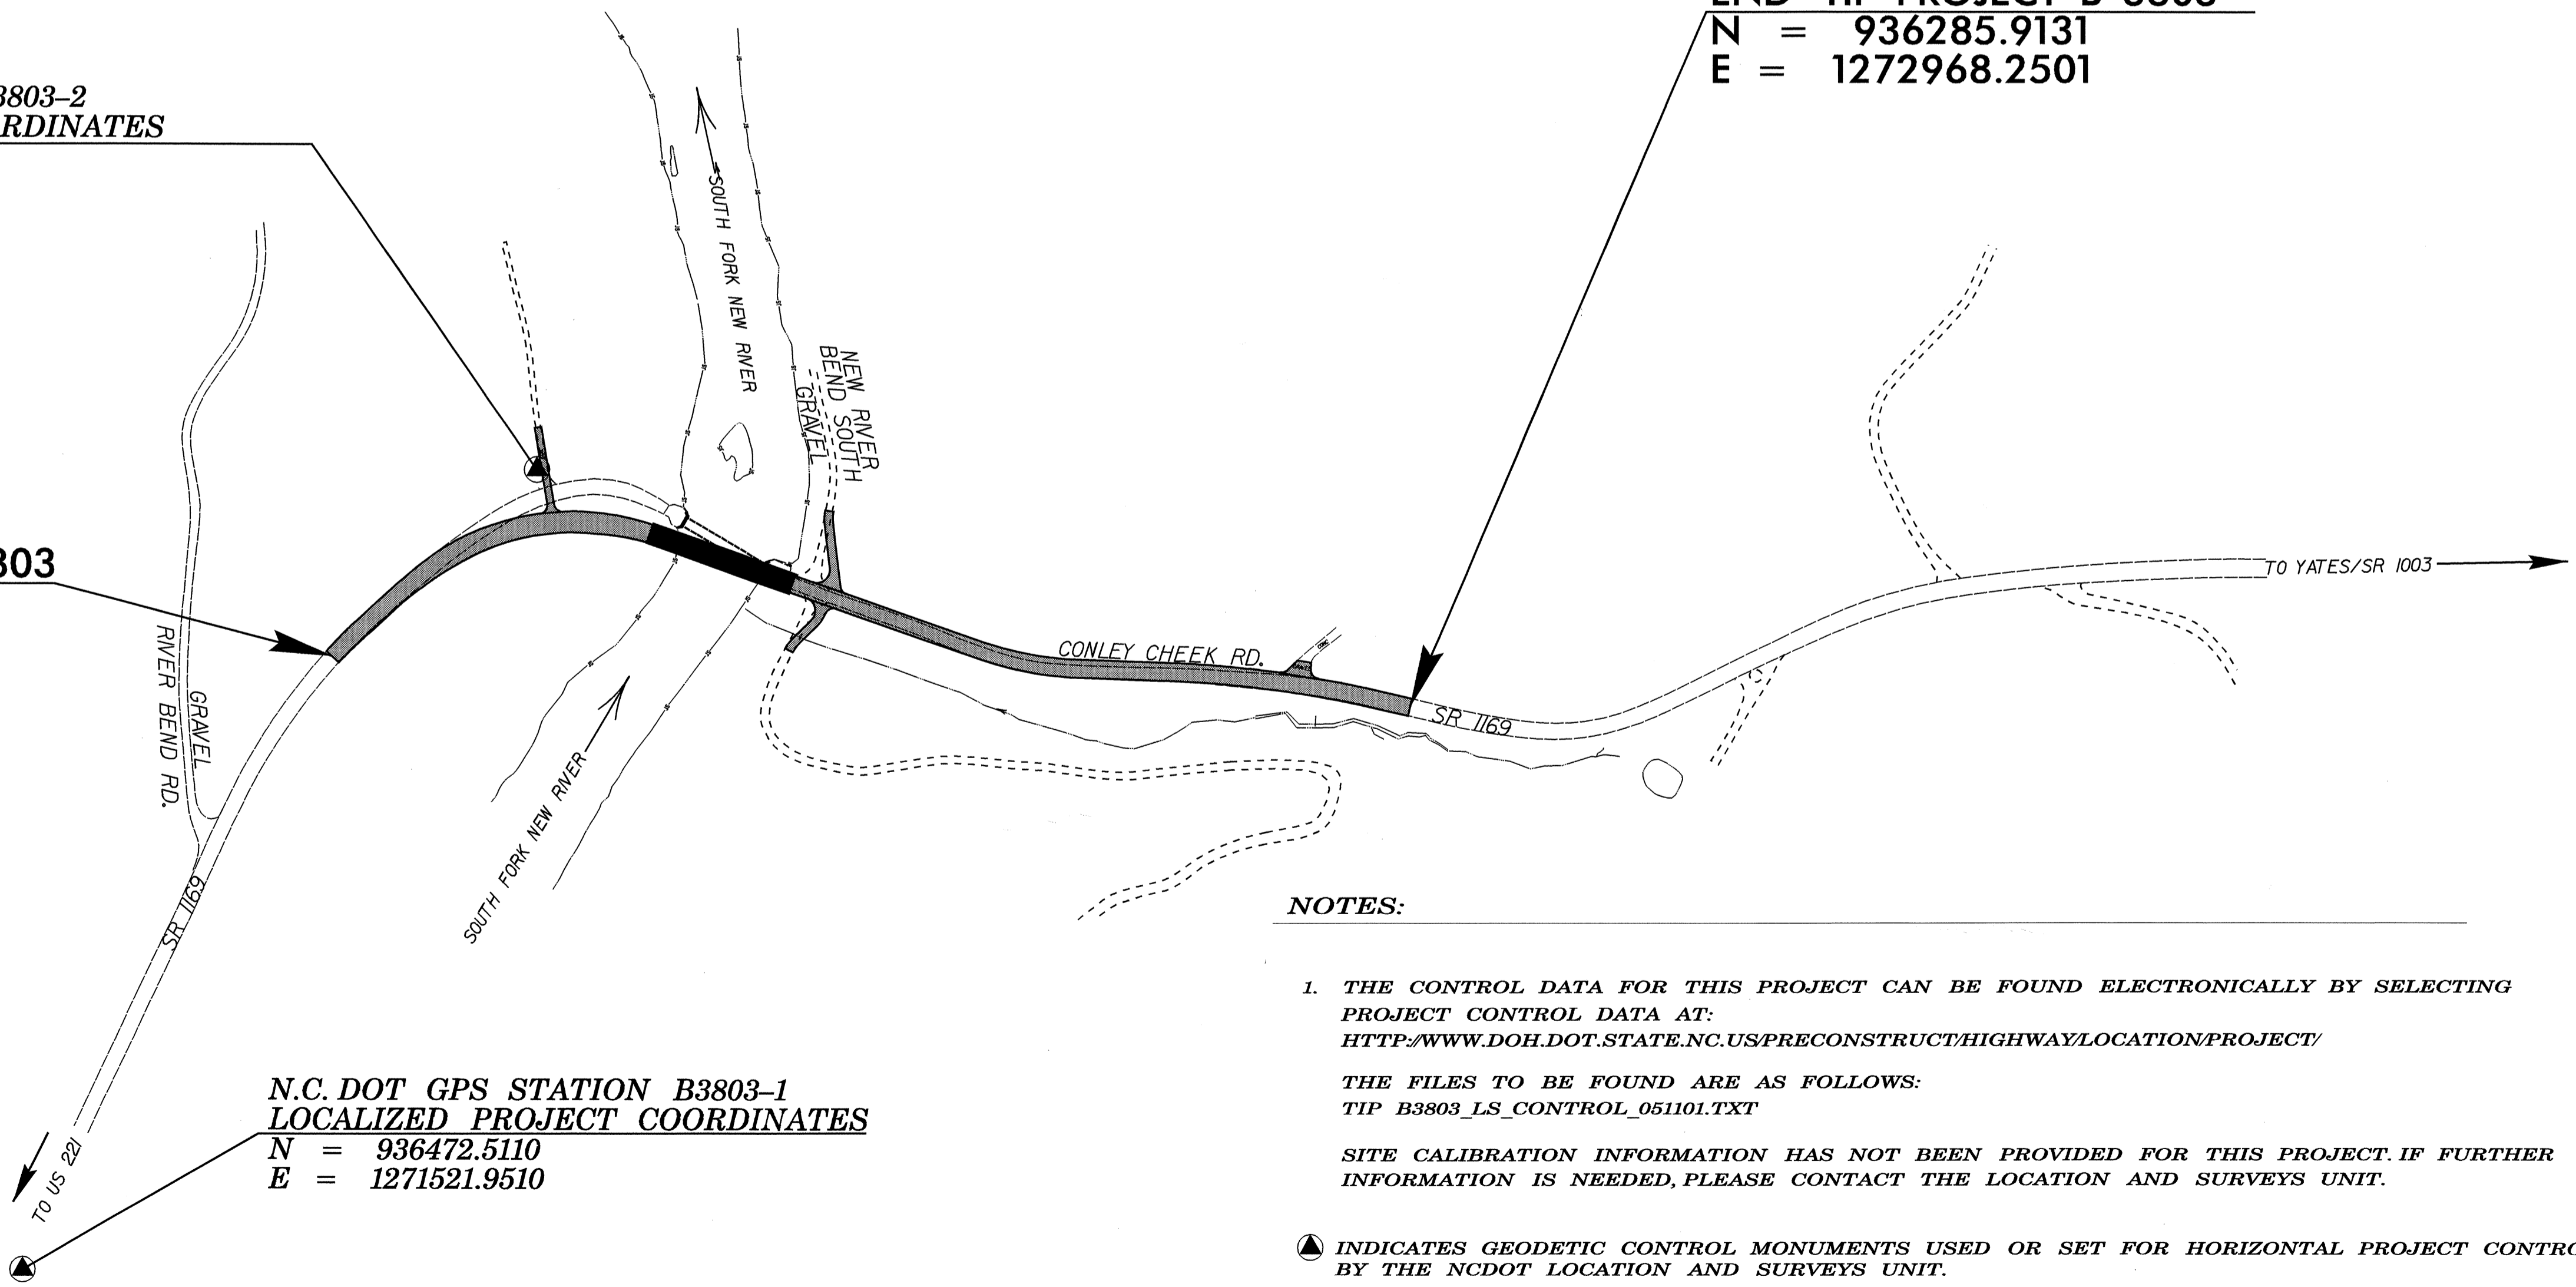 N = 936285.9131
E = 1272968.2501
3803–2
RDINATES
SOUTH FORK NEW RIVER
NEW RIVER
BEND SOUTH
GRAVEL
803
TO YATES/SR 1003
CONLEY CHEEK RD.
SR 1169
GRAVEL
RIVER BEND RD.
SOUTH FORK NEW RIVER
SR 1169
TO US 221
N.C. DOT GPS STATION B3803–1
LOCALIZED PROJECT COORDINATES
N = 936472.5110
E = 1271521.9510
NOTES:
1. THE CONTROL DATA FOR THIS PROJECT CAN BE FOUND ELECTRONICALLY BY SELECTING
PROJECT CONTROL DATA AT:
HTTP://WWW.DOH.DOT.STATE.NC.US/PRECONSTRUCT/HIGHWAY/LOCATION/PROJECT/
THE FILES TO BE FOUND ARE AS FOLLOWS:
TIP B3803_LS_CONTROL_051101.TXT
SITE CALIBRATION INFORMATION HAS NOT BEEN PROVIDED FOR THIS PROJECT. IF FURTHER
INFORMATION IS NEEDED, PLEASE CONTACT THE LOCATION AND SURVEYS UNIT.
INDICATES GEODETIC CONTROL MONUMENTS USED OR SET FOR HORIZONTAL PROJECT CONTRO
BY THE NCDOT LOCATION AND SURVEYS UNIT.